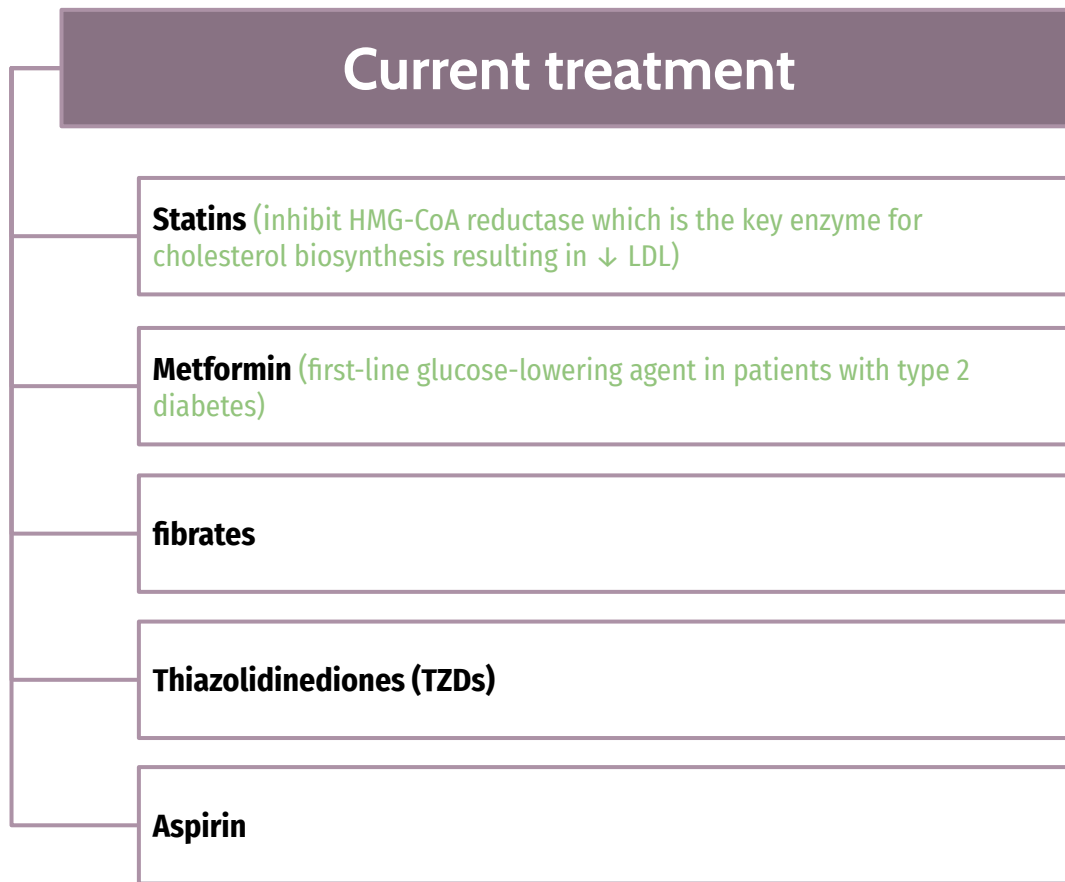 Current treatment
Statins (inhibit HMG-CoA reductase which is the key enzyme for
cholesterol biosynthesis resulting in ↓ LDL)
Metformin (first-line glucose-lowering agent in patients with type 2
diabetes)
fibrates
Thiazolidinediones (TZDs)
Aspirin